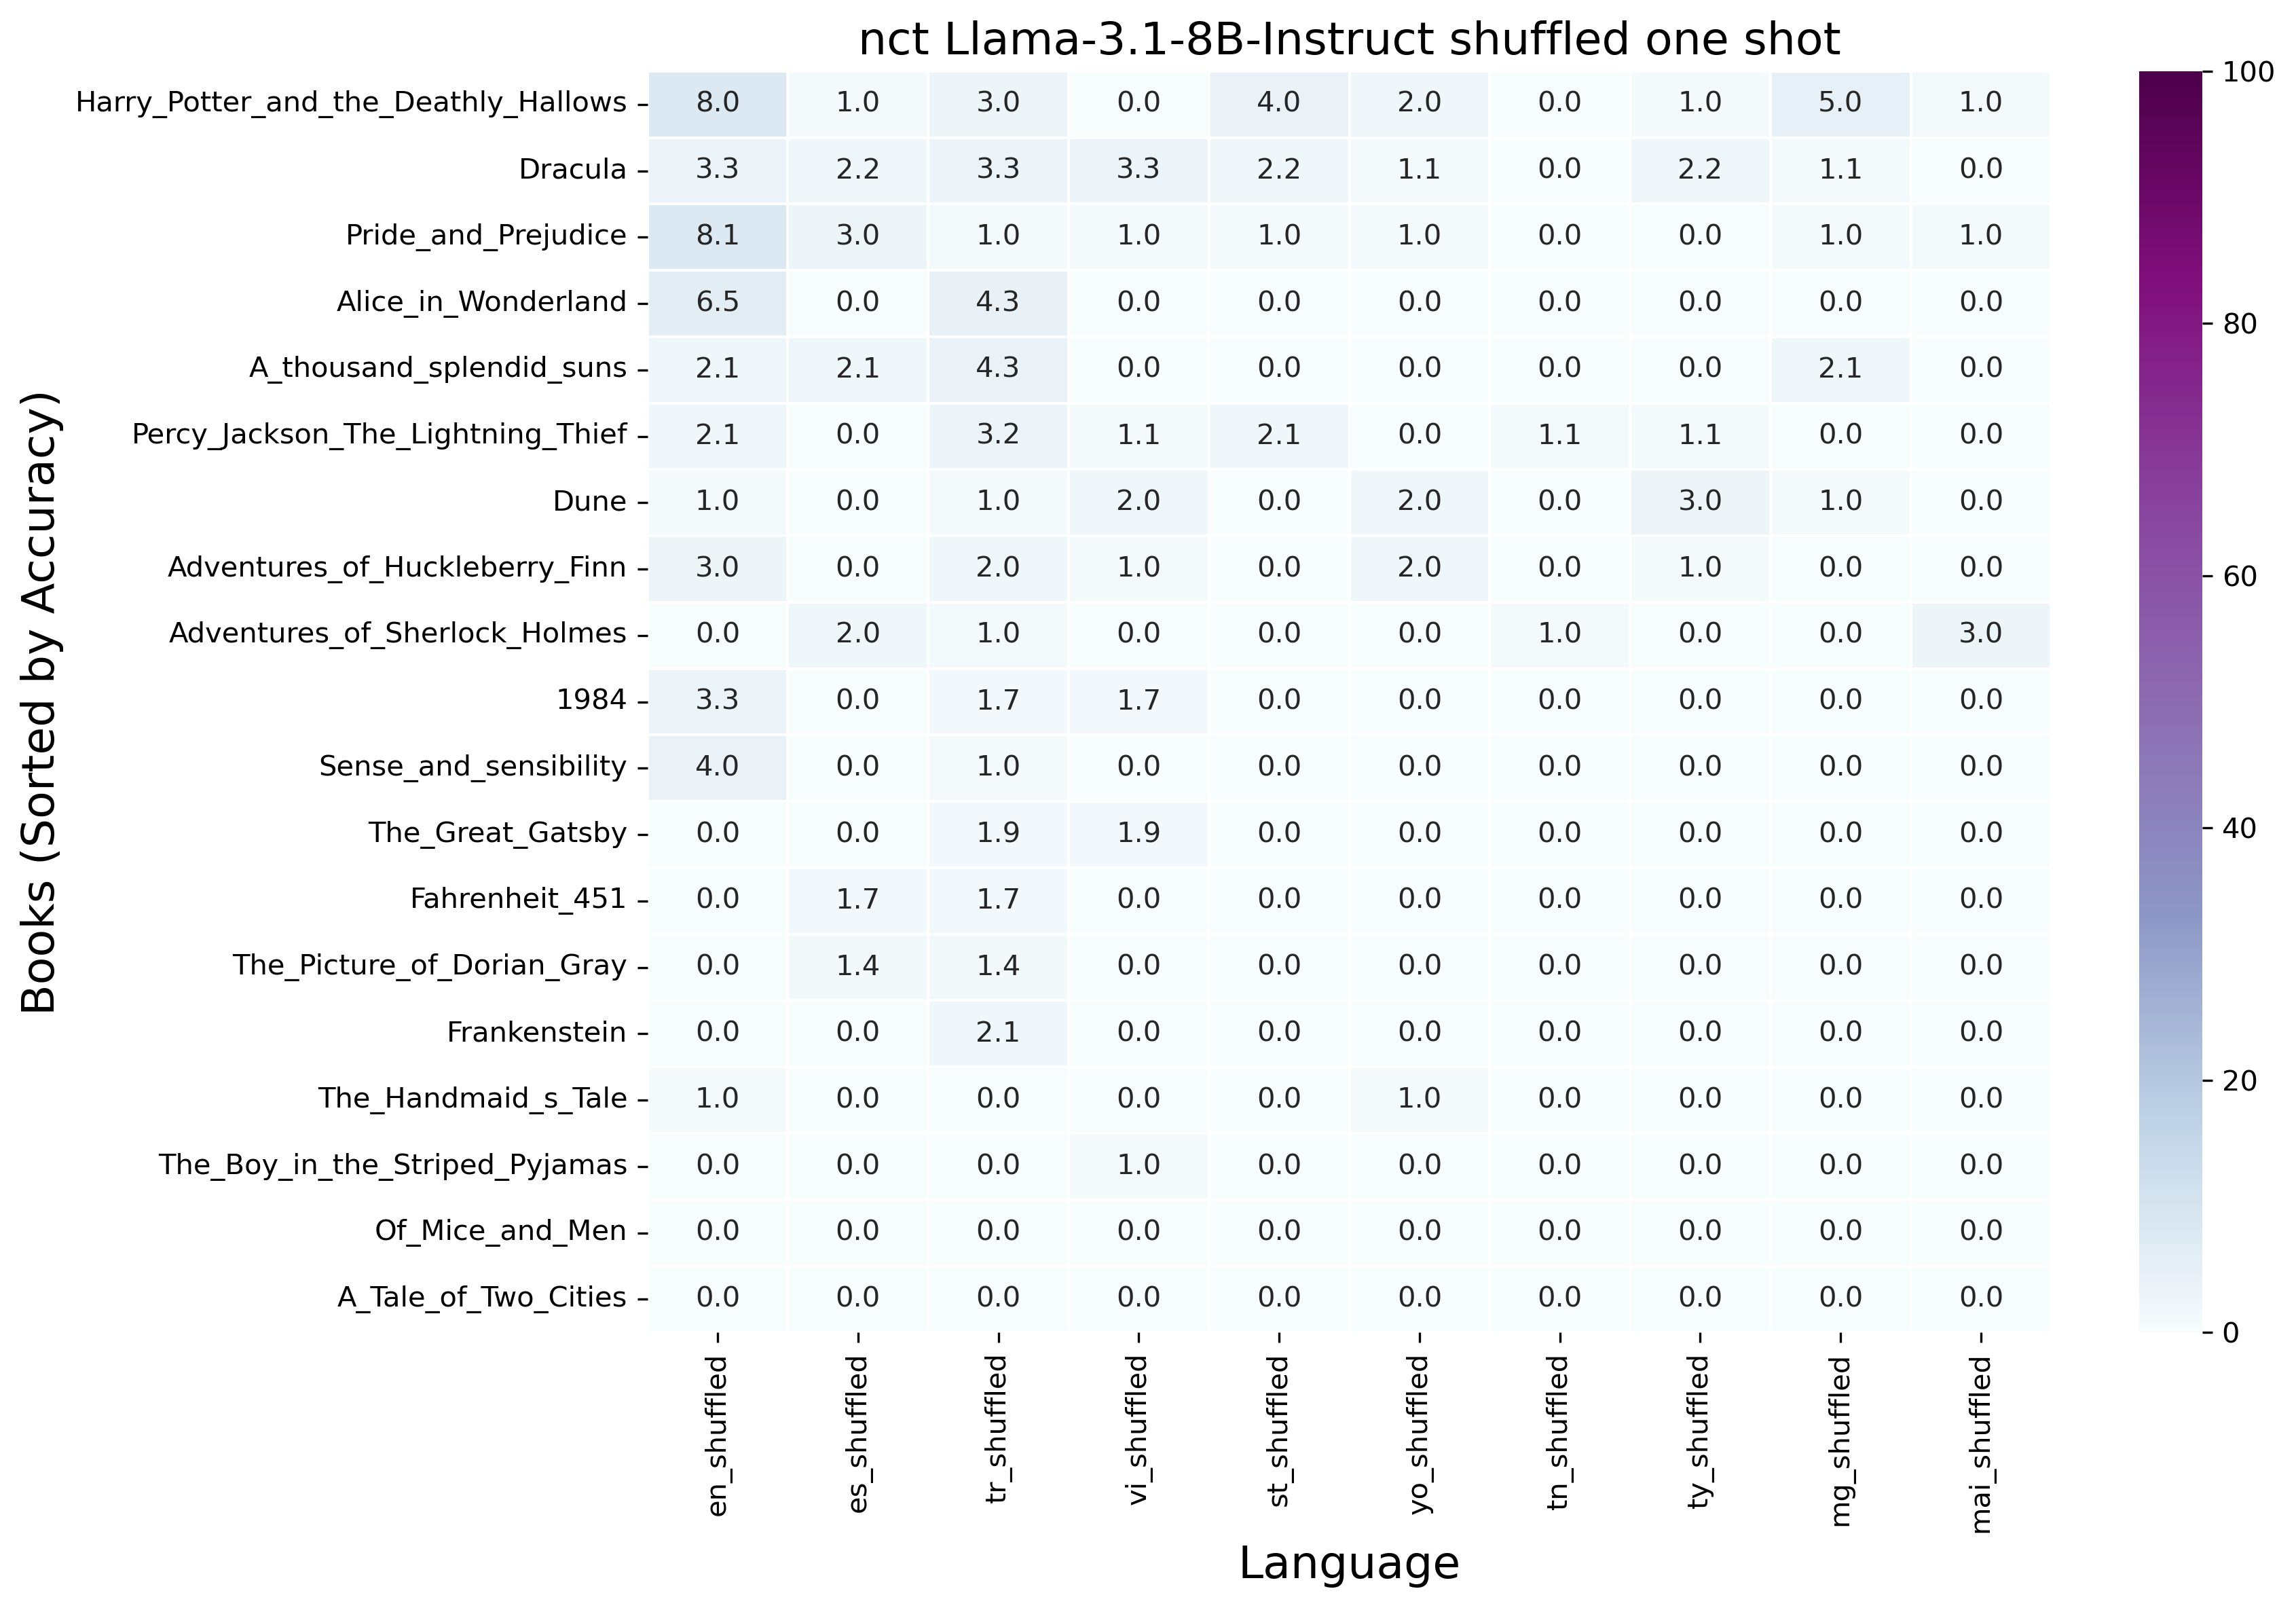 nct Llama-3.1-8B-Instruct shuffled one shot
Books (Sorted by Accuracy)
Harry_Potter_and_the_Deathly_Hallows 8.0 1.0 3.0 0.0 4.0 2.0 0.0 1.0 5.0 1.0
Dracula 3.3 2.2 3.3 3.3 2.2 1.1 0.0 2.2 1.1 0.0
Pride_and_Prejudice 8.1 3.0 1.0 1.0 1.0 1.0 0.0 0.0 1.0 1.0
Alice_in_Wonderland 6.5 0.0 4.3 0.0 0.0 0.0 0.0 0.0 0.0 0.0
A_thousand_splendid_suns 2.1 2.1 4.3 0.0 0.0 0.0 0.0 0.0 2.1 0.0
Percy_Jackson_The_Lightning_Thief 2.1 0.0 3.2 1.1 2.1 0.0 1.1 1.1 0.0 0.0
Dune 1.0 0.0 1.0 2.0 0.0 2.0 0.0 3.0 1.0 0.0
Adventures_of_Huckleberry_Finn 3.0 0.0 2.0 1.0 0.0 2.0 0.0 1.0 0.0 0.0
Adventures_of_Sherlock_Holmes 0.0 2.0 1.0 0.0 0.0 0.0 1.0 0.0 0.0 3.0
1984 3.3 0.0 1.7 1.7 0.0 0.0 0.0 0.0 0.0 0.0
Sense_and_sensibility 4.0 0.0 1.0 0.0 0.0 0.0 0.0 0.0 0.0 0.0
The_Great_Gatsby 0.0 0.0 1.9 1.9 0.0 0.0 0.0 0.0 0.0 0.0
Fahrenheit_451 0.0 1.7 1.7 0.0 0.0 0.0 0.0 0.0 0.0 0.0
The_Picture_of_Dorian_Gray 0.0 1.4 1.4 0.0 0.0 0.0 0.0 0.0 0.0 0.0
Frankenstein 0.0 0.0 2.1 0.0 0.0 0.0 0.0 0.0 0.0 0.0
The_Handmaid_s_Tale 1.0 0.0 0.0 0.0 0.0 1.0 0.0 0.0 0.0 0.0
The_Boy_in_the_Striped_Pyjamas 0.0 0.0 0.0 1.0 0.0 0.0 0.0 0.0 0.0 0.0
Of_Mice_and_Men 0.0 0.0 0.0 0.0 0.0 0.0 0.0 0.0 0.0 0.0
A_Tale_of_Two_Cities 0.0 0.0 0.0 0.0 0.0 0.0 0.0 0.0 0.0 0.0
en_shuffled es_shuffled tr_shuffled vi_shuffled st_shuffled yo_shuffled tn_shuffled ty_shuffled mg_shuffled mai_shuffled
Language
100
80
60
40
20
0